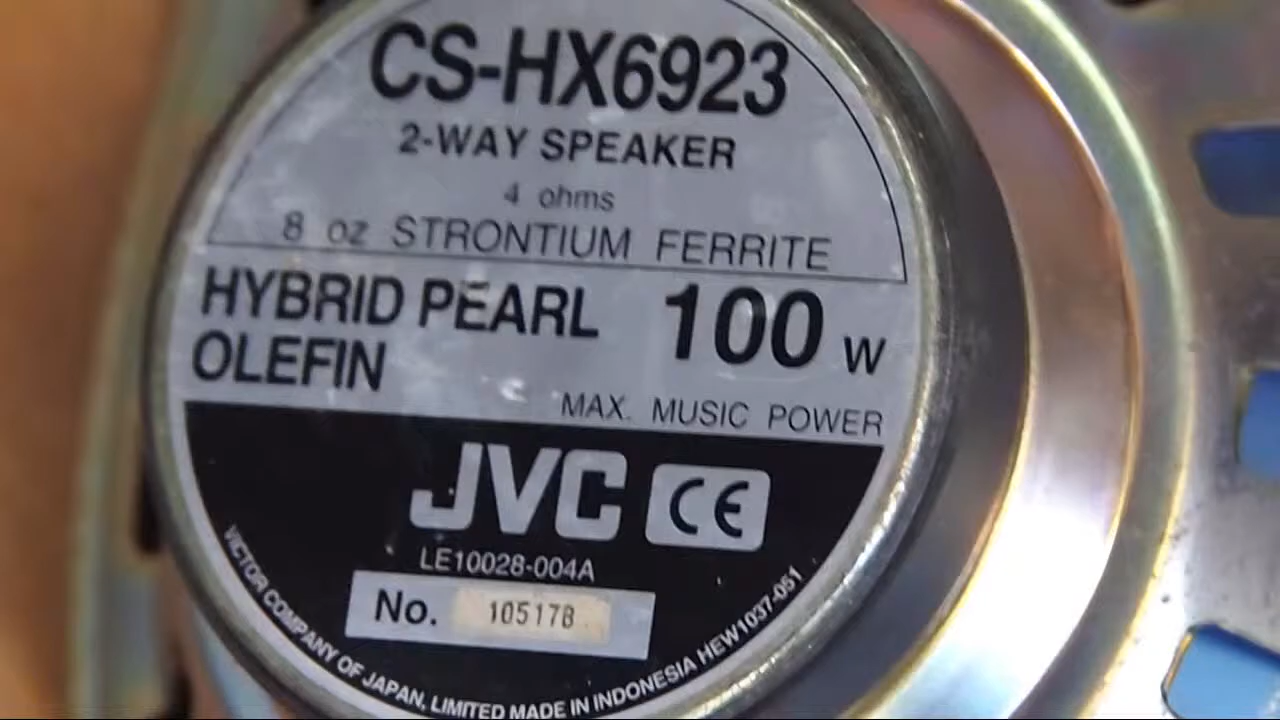 CS-HX6923
2-WAY SPEAKER
4 ohms
8 oz STRONTIUM FERRITE
HYBRID PEARL
OLEFIN
100 W
MAX. MUSIC POWER
JVC CE
LE10028-004A
No. 105178
VICTOR COMPANY OF JAPAN, LIMITED MADE IN INDONESIA HEW1037-051